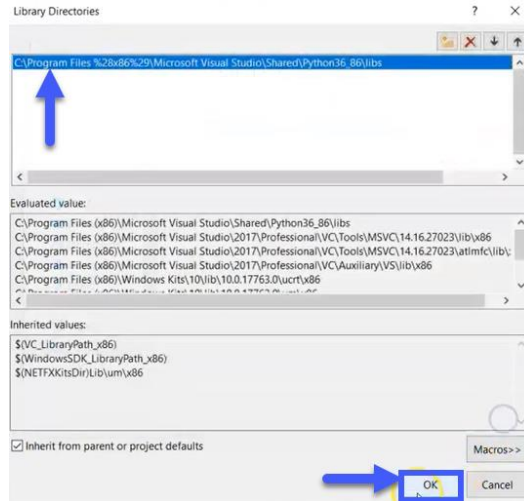 Library Directories
C:\Program Files %28x86%29\Microsoft Visual Studio\Shared\Python36_86\libs
Evaluated value:
C:\Program Files (x86)\Microsoft Visual Studio\Shared\Python36_86\libs
C:\Program Files (x86)\Microsoft Visual Studio\2017\Professional\VC\Tools\MSVC\14.16.27023\lib\x86
C:\Program Files (x86)\Microsoft Visual Studio\2017\Professional\VC\Tools\MSVC\14.16.27023\atlmfc\lib\
C:\Program Files (x86)\Microsoft Visual Studio\2017\Professional\VC\Auxiliary\VS\lib\x86
C:\Program Files (x86)\Windows Kits\10\lib\10.0.17763.0\ucrt\x86
Inherited values:
$(VC_LibraryPath_x86)
$(WindowsSDK_LibraryPath_x86)
$(NETFXKitsDir)Lib\um\x86
Inherit from parent or project defaults
Macros>>
OK
Cancel